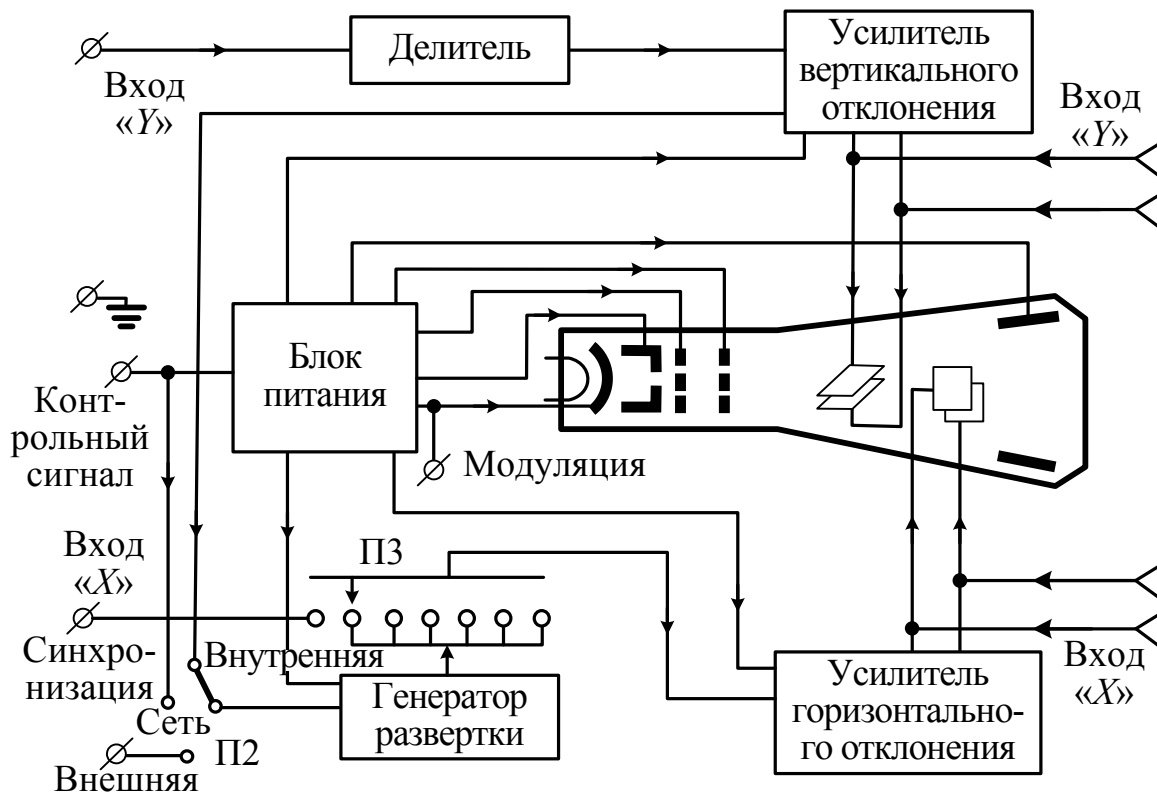 Делитель
Усилитель
вертикального
отклонения
Вход
«Y»
Вход
«Y»
Блок
питания
Конт-
рольный
сигнал
Модуляция
Вход
«X»
П3
Синхро-
низация
Внутренняя
Сеть
П2
Внешняя
Генератор
развертки
Усилитель
горизонтально-
го отклонения
Вход
«X»